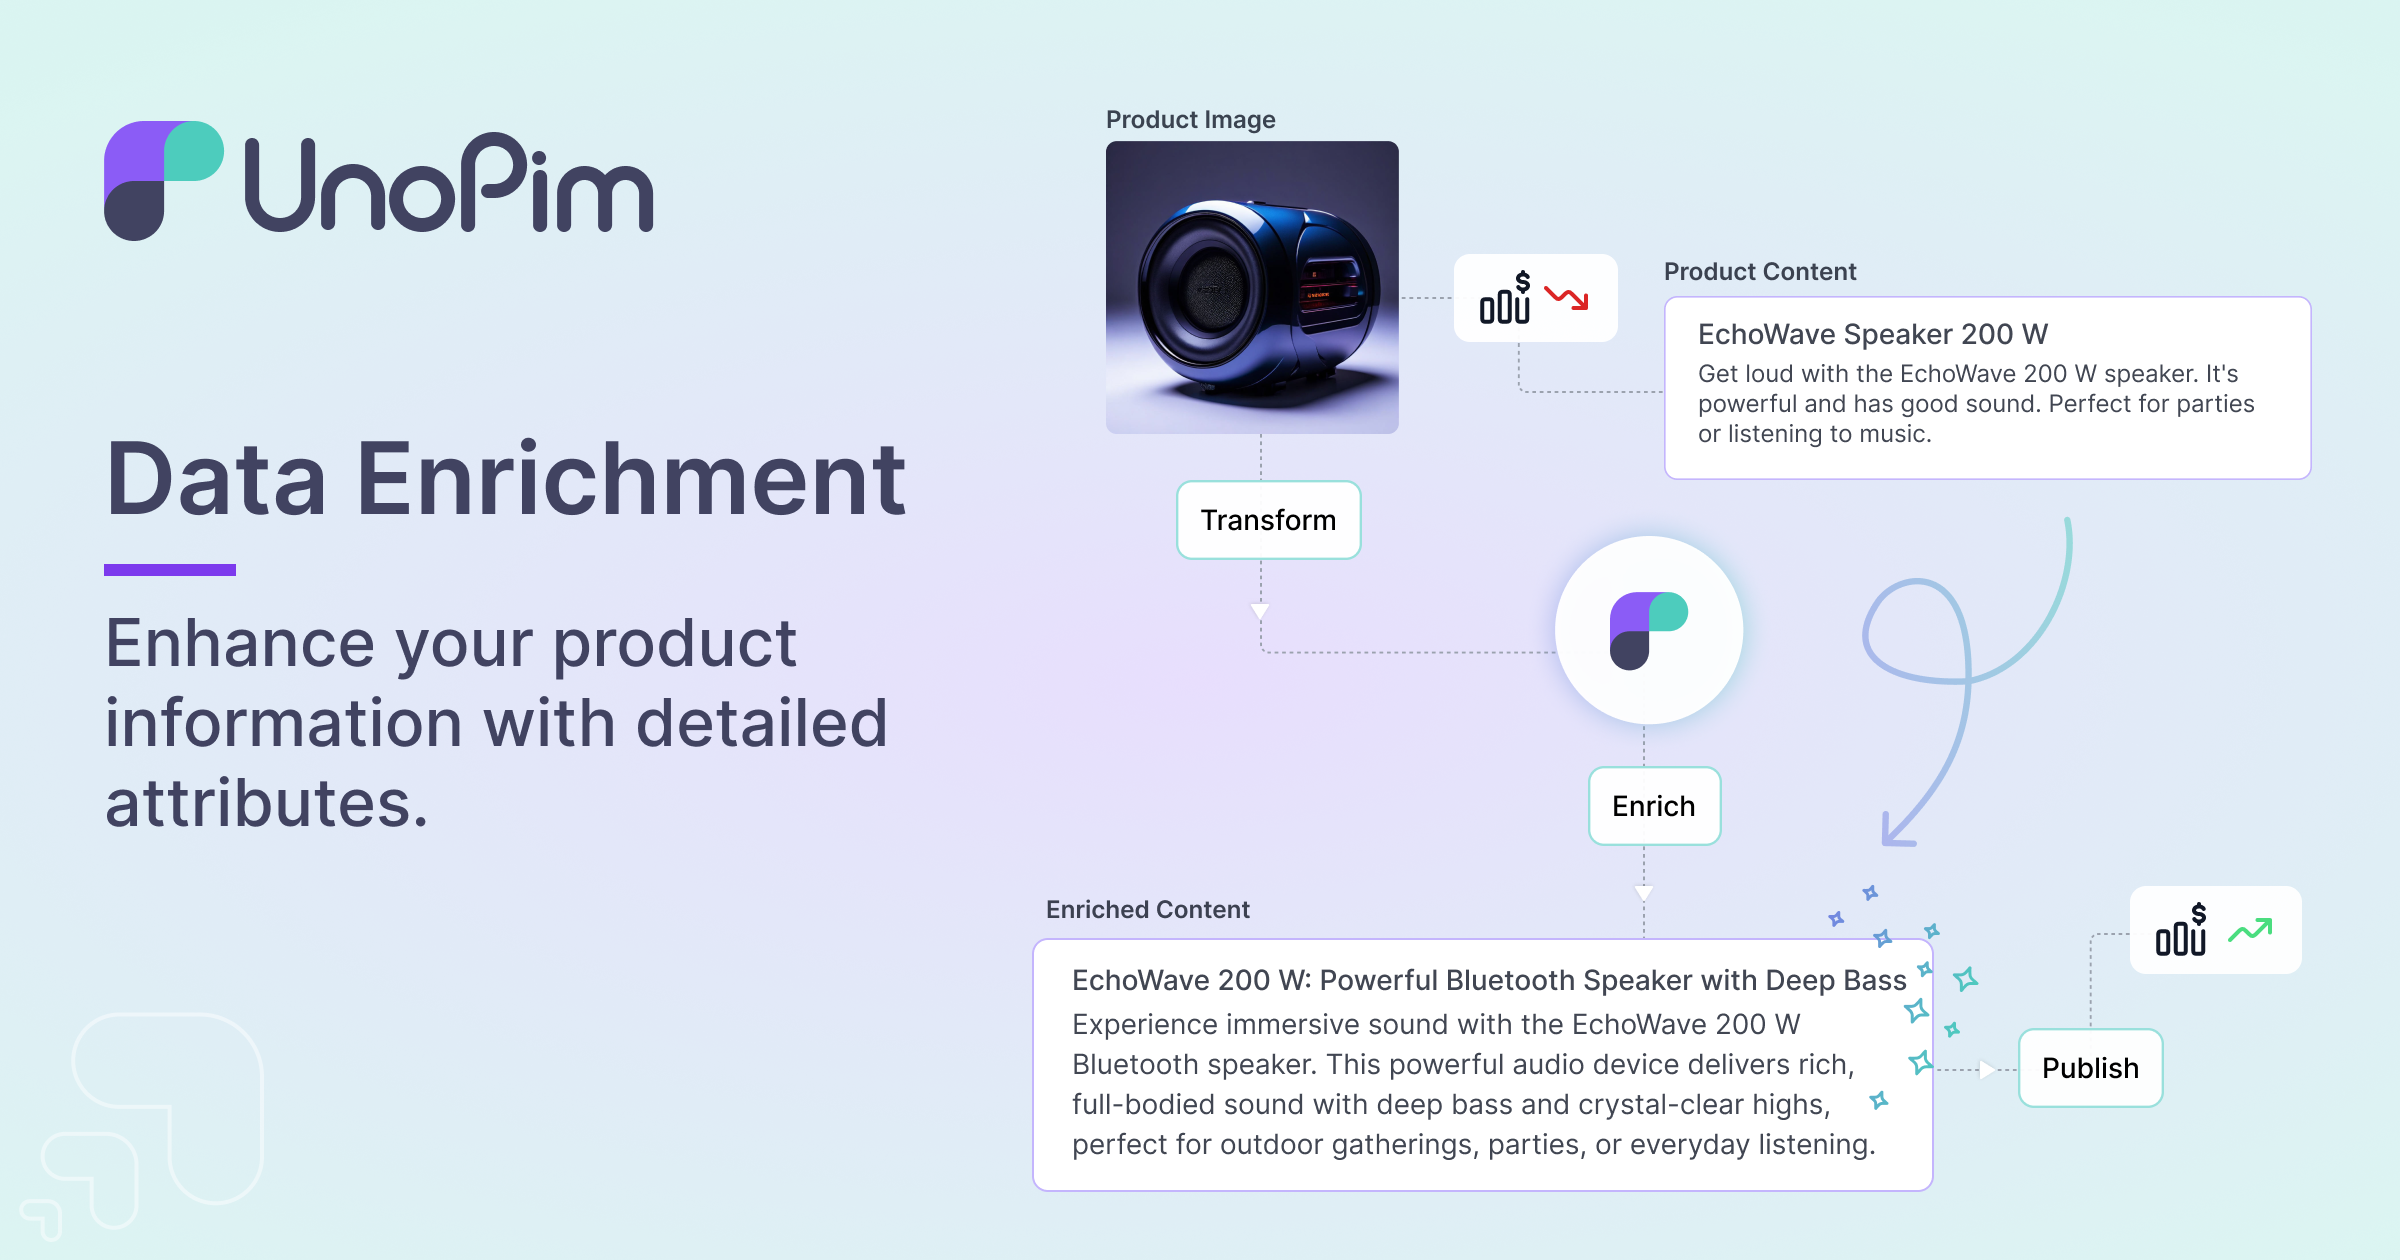 UnoPim
Data Enrichment
Enhance your product
information with detailed
attributes.
Product Image
$
Product Content
EchoWave Speaker 200 W
Get loud with the EchoWave 200 W speaker. It's
powerful and has good sound. Perfect for parties
or listening to music.
Transform
Enrich
Enriched Content
EchoWave 200 W: Powerful Bluetooth Speaker with Deep Bass
Experience immersive sound with the EchoWave 200 W
Bluetooth speaker. This powerful audio device delivers rich,
full-bodied sound with deep bass and crystal-clear highs,
perfect for outdoor gatherings, parties, or everyday listening.
$
Publish